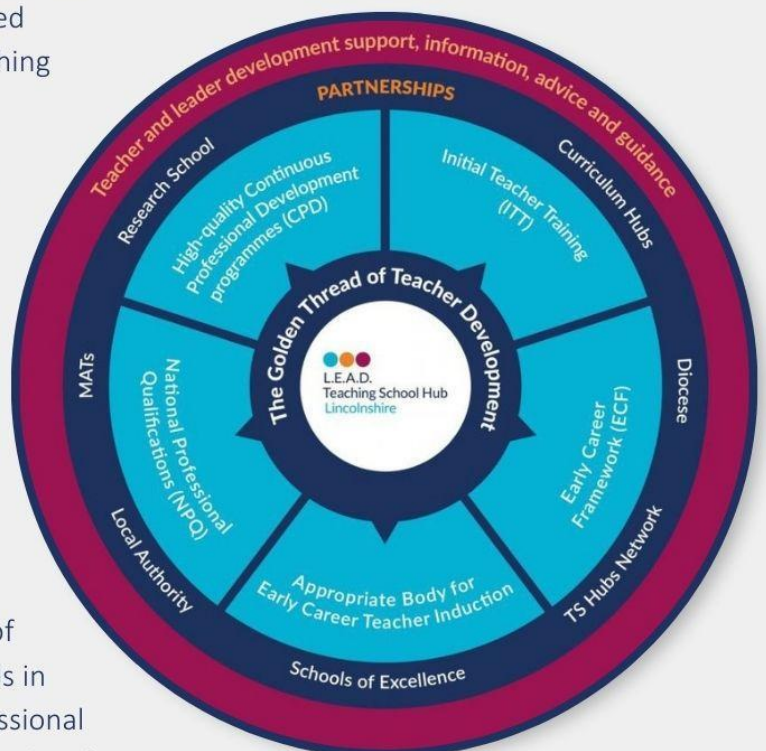 ed
hing
of
ls in
essional
Teacher and leader development support, information, advice and guidance
PARTNERSHIPS
Research School
Curriculum Hubs
MATs
Diocese
Local Authority
TS Hubs Network
Schools of Excellence
High-quality Continuous
Professional Development
programmes (CPD)
Initial Teacher Training
(ITT)
National Professional
Qualifications (NPQ)
Early Career
Framework (ECF)
Appropriate Body for
Early Career Teacher Induction
The Golden Thread of Teacher Development
L.E.A.D.
Teaching School Hub
Lincolnshire